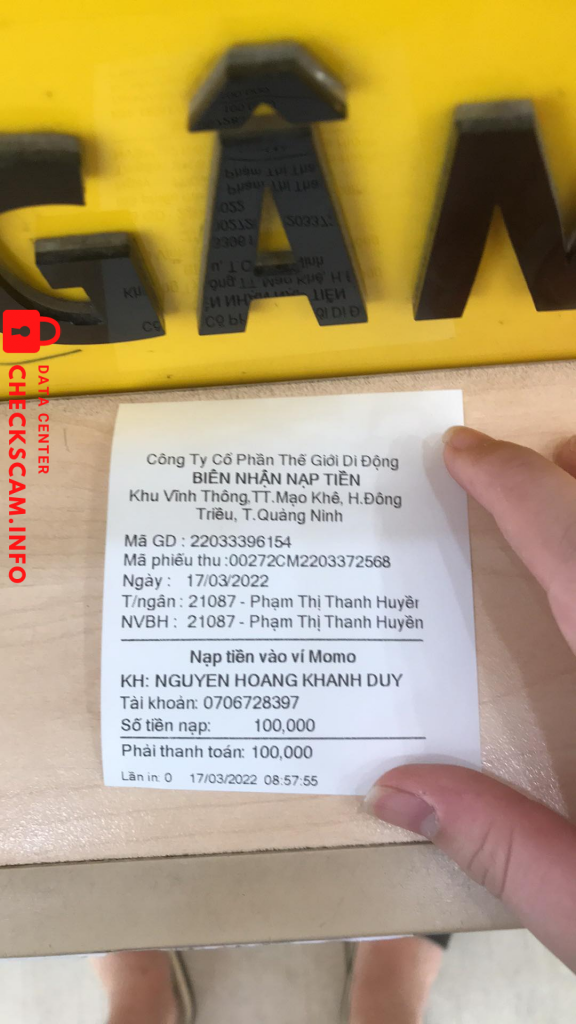 GÂN
DATA CENTER
CHECKSCAM.INFO
Công Ty Cổ Phần Thế Giới Di Động
BIÊN NHẬN NẠP TIỀN
Khu Vĩnh Thông,TT.Mạo Khê, H.Đông
Triều, T.Quảng Ninh
Mã GD : 22033396154
Mã phiếu thu :00272CM2203372568
Ngày : 17/03/2022
T/ngân : 21087 - Phạm Thị Thanh Huyền
NVBH : 21087 - Phạm Thị Thanh Huyền
Nạp tiền vào ví Momo
KH: NGUYEN HOANG KHANH DUY
Tài khoản: 0706728397
Số tiền nạp: 100,000
Phải thanh toán: 100,000
Lần in: 0 17/03/2022 08:57:55